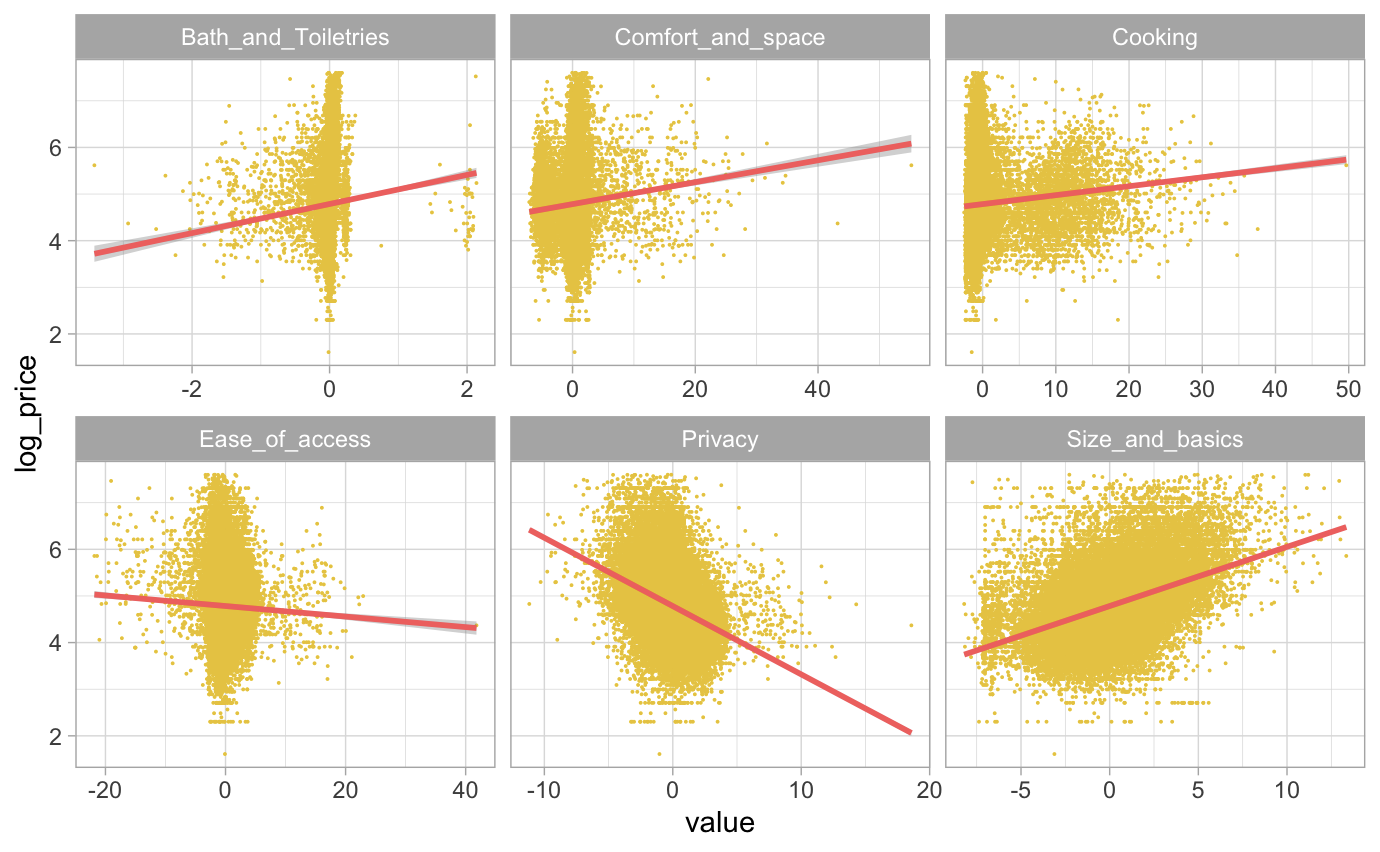 Bath_and_Toiletries Comfort_and_space Cooking
6
4
2
-2 0 2 0 20 40 0 10 20 30 40 50
Ease_of_access Privacy Size_and_basics
6
4
2
-20 0 20 40 -10 0 10 20 -5 0 5 10
log_price
value